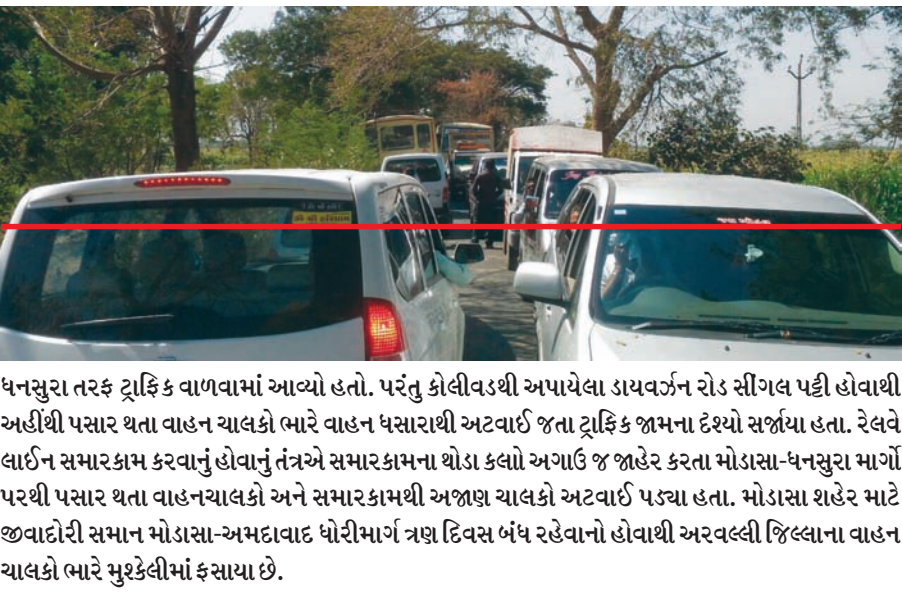 ધનસુરા તરફ ટ્રાફિક વાળવામાં આવ્યો હતો. પરંતુ કોલીવડથી અપાયેલા ડાયવર્ઝન રોડ સીંગલ પટ્ટી હોવાથી
અહીંથી પસાર થતા વાહન ચાલકો ભારે વાહન ધસારાથી અટવાઈ જતા ટ્રાફિક જામના દૃશ્યો સર્જાયા હતા. રેલવે
લાઈન સમારકામ કરવાનું હોવાનું તંત્રએ સમારકામના થોડા કલાો અગાઉ જ જાહેર કરતા મોડાસા-ધનસુરા માર્ગો
પરથી પસાર થતા વાહનચાલકો અને સમારકામથી અજાણ ચાલકો અટવાઈ પડ્યા હતા. મોડાસા શહેર માટે
જીવાદોરી સમાન મોડાસા-અમદાવાદ ધોરીમાર્ગ ત્રણ દિવસ બંધ રહેવાનો હોવાથી અરવલ્લી જિલ્લાના વાહન
ચાલકો ભારે મુશ્કેલીમાં ફસાયા છે.